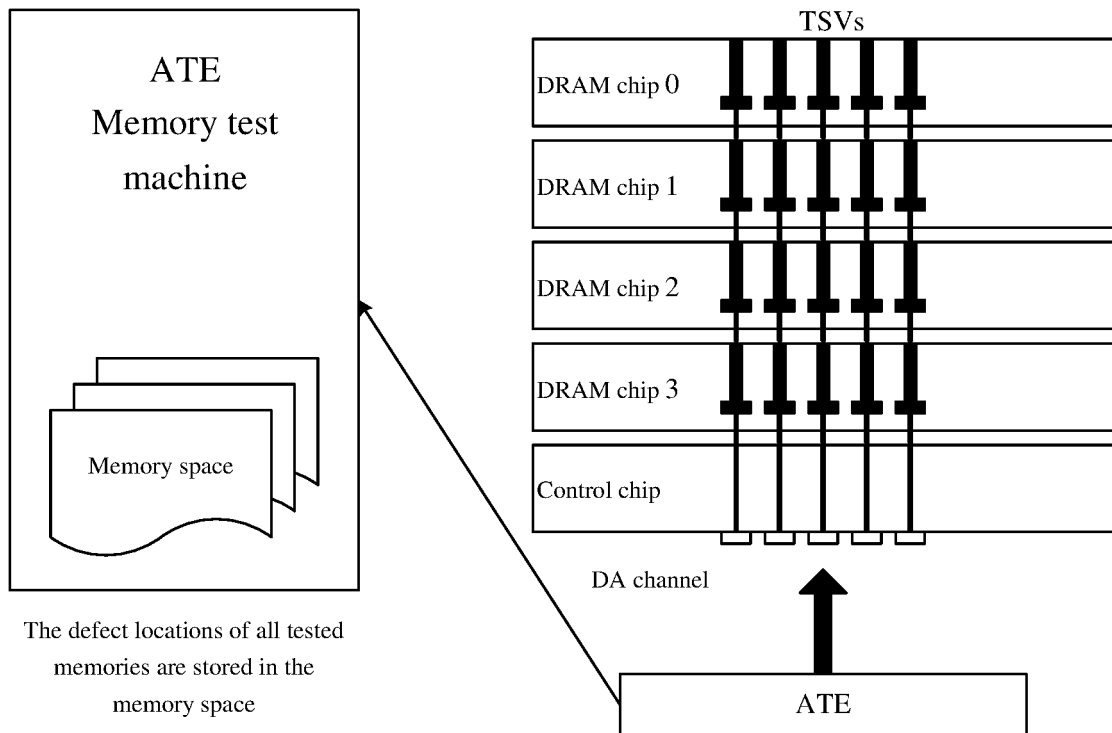 ATE
Memory test
machine
Memory space
The defect locations of all tested
memories are stored in the
memory space
TSVs
DRAM chip 0
DRAM chip 1
DRAM chip 2
DRAM chip 3
Control chip
DA channel
ATE